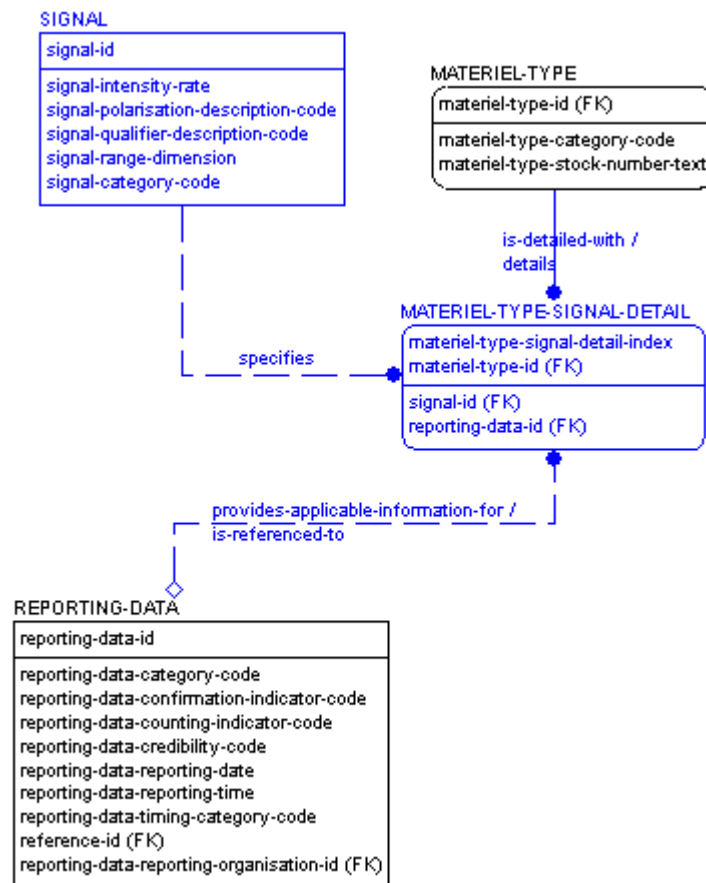 SIGNAL
signal-id
signal-intensity-rate
signal-polarisation-description-code
signal-qualifier-description-code
signal-range-dimension
signal-category-code
MATERIEL-TYPE
materiel-type-id (FK)
materiel-type-category-code
materiel-type-stock-number-text
is-detailed-with /
details
MATERIEL-TYPE-SIGNAL-DETAIL
materiel-type-signal-detail-index
materiel-type-id (FK)
signal-id (FK)
reporting-data-id (FK)
specifies
provides-applicable-information-for /
is-referenced-to
REPORTING-DATA
reporting-data-id
reporting-data-category-code
reporting-data-confirmation-indicator-code
reporting-data-counting-indicator-code
reporting-data-credibility-code
reporting-data-reporting-date
reporting-data-reporting-time
reporting-data-timing-category-code
reference-id (FK)
reporting-data-reporting-organisation-id (FK)